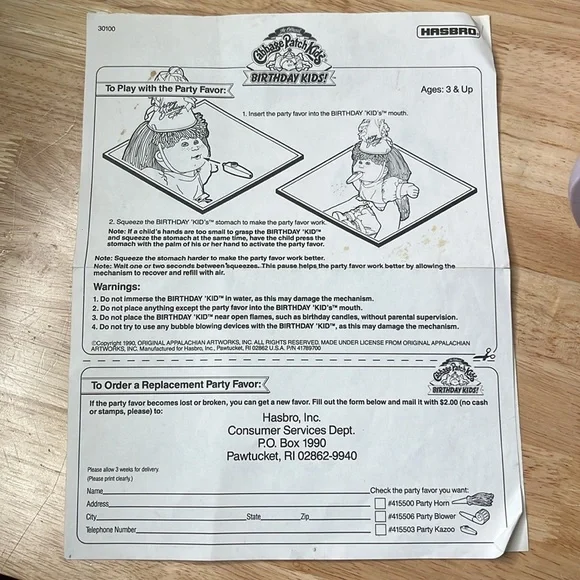 30100
HASBRO®
The Official
Cabbage Patch Kids®
BIRTHDAY KIDS!™
To Play with the Party Favor:
Ages: 3 & Up
1. Insert the party favor into the BIRTHDAY 'KID's™ mouth.
2. Squeeze the BIRTHDAY 'KID's™ stomach to make the party favor work.
Note: If a child's hands are too small to grasp the BIRTHDAY 'KID™
and squeeze the stomach at the same time, have the child press the
stomach with the palm of his or her hand to activate the favor.
Note: Squeeze the stomach harder to make the party favor work better.
Note: Wait one or two seconds between squeezes. This pause helps the party favor work better by allowing the
mechanism to recover and refill with air.
Warnings:
1. Do not immerse the BIRTHDAY 'KID™ in water, as this may damage the mechanism.
2. Do not place anything except the party favor into the BIRTHDAY 'KID's™ mouth.
3. Do not place the BIRTHDAY 'KID™ near open flames, such as birthday candles, without parental supervision.
4. Do not try to use any bubble blowing devices with the BIRTHDAY 'KID™, as this may damage the mechanism.
©Copyright 1990, ORIGINAL APPALACHIAN ARTWORKS, INC. ALL RIGHTS RESERVED. MADE UNDER LICENSE FROM ORIGINAL APPALACHIAN
ARTWORKS, INC. Manufactured for Hasbro, Inc., Pawtucket, RI 02862 U.S.A. P/N 41789700
To Order a Replacement Party Favor:
Cabbage Patch Kids®
BIRTHDAY KIDS!™
If the party favor becomes lost or broken, you can get a new favor. Fill out the form below and mail it with $2.00 (no cash
or stamps, please) to:
Hasbro, Inc.
Consumer Services Dept.
P.O. Box 1990
Pawtucket, RI 02862-9940
Please allow 3 weeks for delivery.
(Please print clearly.)
Name
Check the party favor you want:
Address
#415500 Party Horn
City State Zip
#415506 Party Blower
Telephone Number
#415503 Party Kazoo